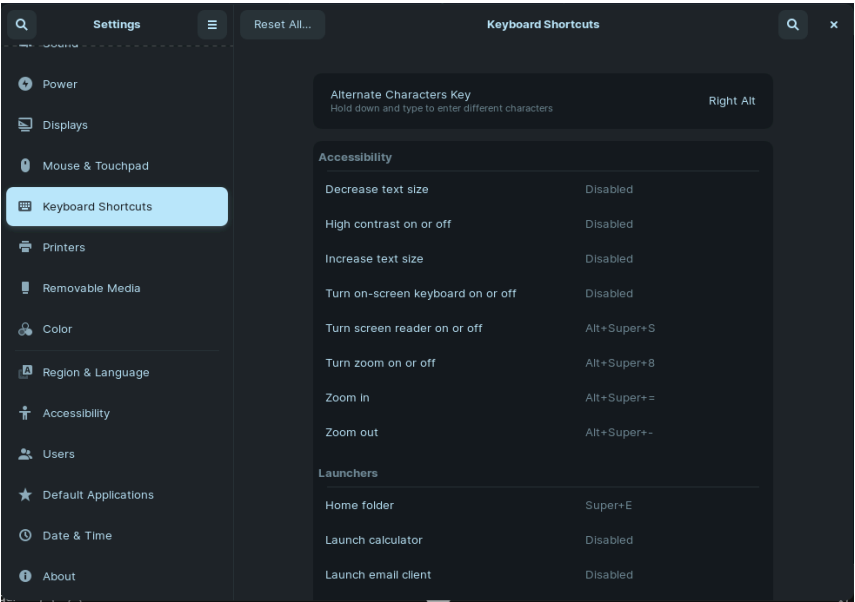 Settings
Reset All...
Keyboard Shortcuts
Sound
Power
Displays
Mouse & Touchpad
Keyboard Shortcuts
Printers
Removable Media
Color
Region & Language
Accessibility
Users
Default Applications
Date & Time
About
Alternate Characters Key
Hold down and type to enter different characters
Right Alt
Accessibility
Decrease text size Disabled
High contrast on or off Disabled
Increase text size Disabled
Turn on-screen keyboard on or off Disabled
Turn screen reader on or off Alt+Super+S
Turn zoom on or off Alt+Super+8
Zoom in Alt+Super+=
Zoom out Alt+Super+-
Launchers
Home folder Super+E
Launch calculator Disabled
Launch email client Disabled